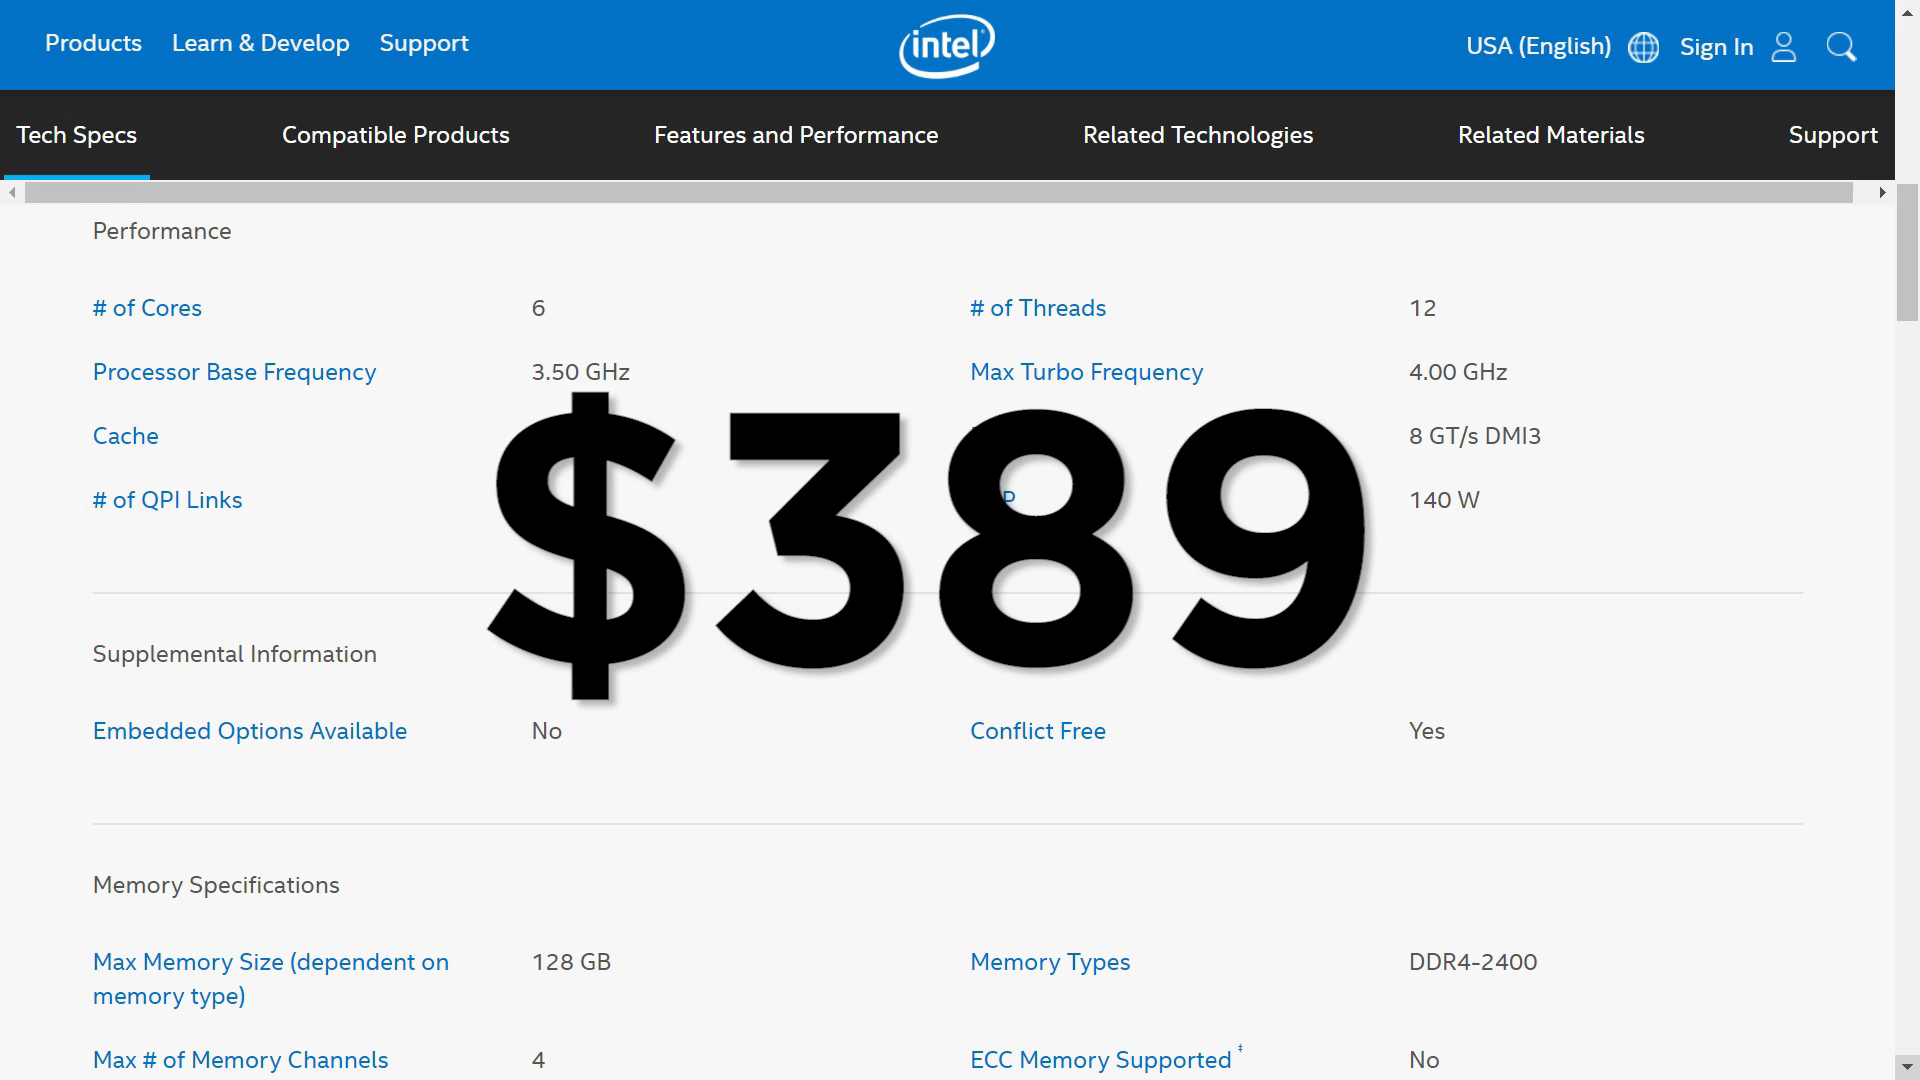 Products Learn & Develop Support intel USA (English) Sign In
Tech Specs Compatible Products Features and Performance Related Technologies Related Materials Support
Performance
# of Cores 6 # of Threads 12
Processor Base Frequency 3.50 GHz Max Turbo Frequency 4.00 GHz
Cache 8 GT/s DMI3
# of QPI Links 140 W
$389
Supplemental Information
Embedded Options Available No Conflict Free Yes
Memory Specifications
Max Memory Size (dependent on 128 GB Memory Types DDR4-2400
memory type)
Max # of Memory Channels 4 ECC Memory Supported ‡ No